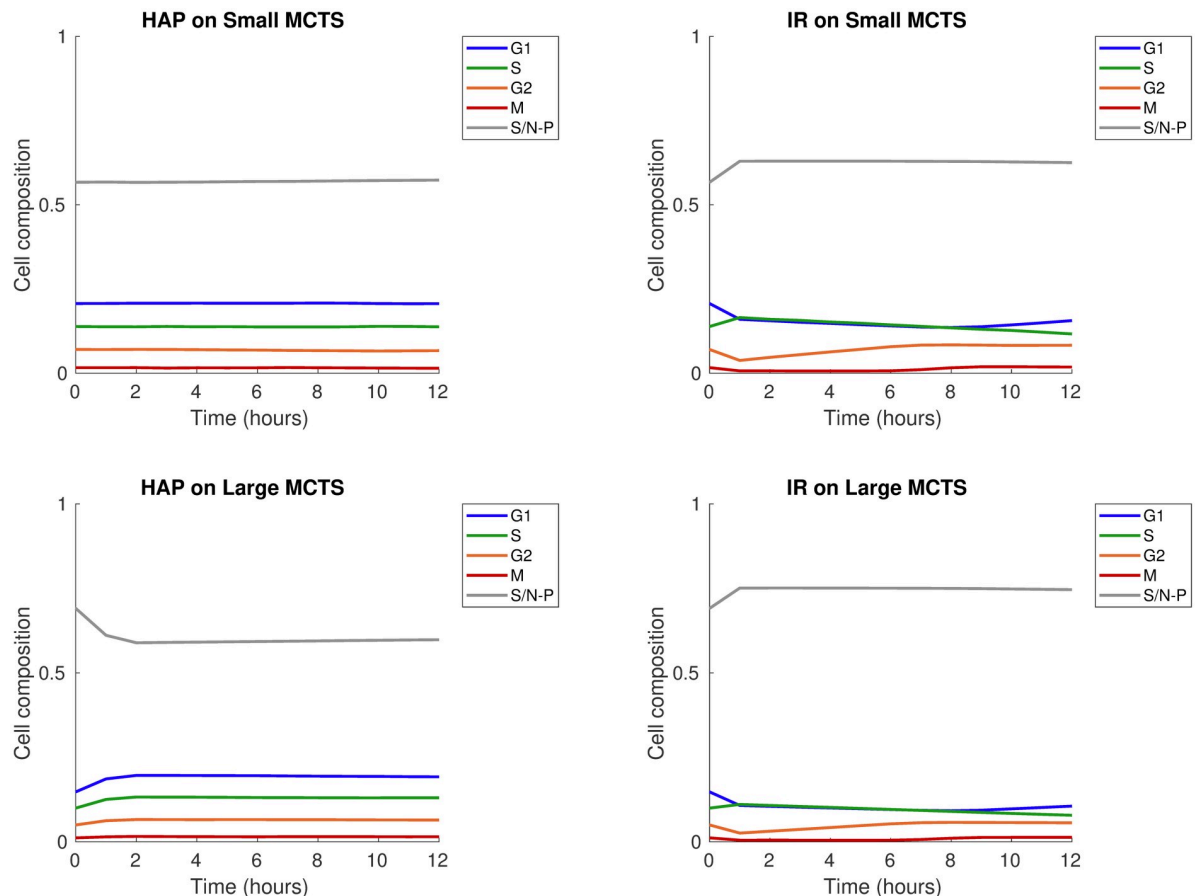 HAP on Small MCTS
1
0.5
0
Cell composition
0 2 4 6 8 10 12
Time (hours)
G1
S
G2
M
S/N-P
IR on Small MCTS
1
0.5
0
Cell composition
0 2 4 6 8 10 12
Time (hours)
G1
S
G2
M
S/N-P
HAP on Large MCTS
1
0.5
0
Cell composition
0 2 4 6 8 10 12
Time (hours)
G1
S
G2
M
S/N-P
IR on Large MCTS
1
0.5
0
Cell composition
0 2 4 6 8 10 12
Time (hours)
G1
S
G2
M
S/N-P